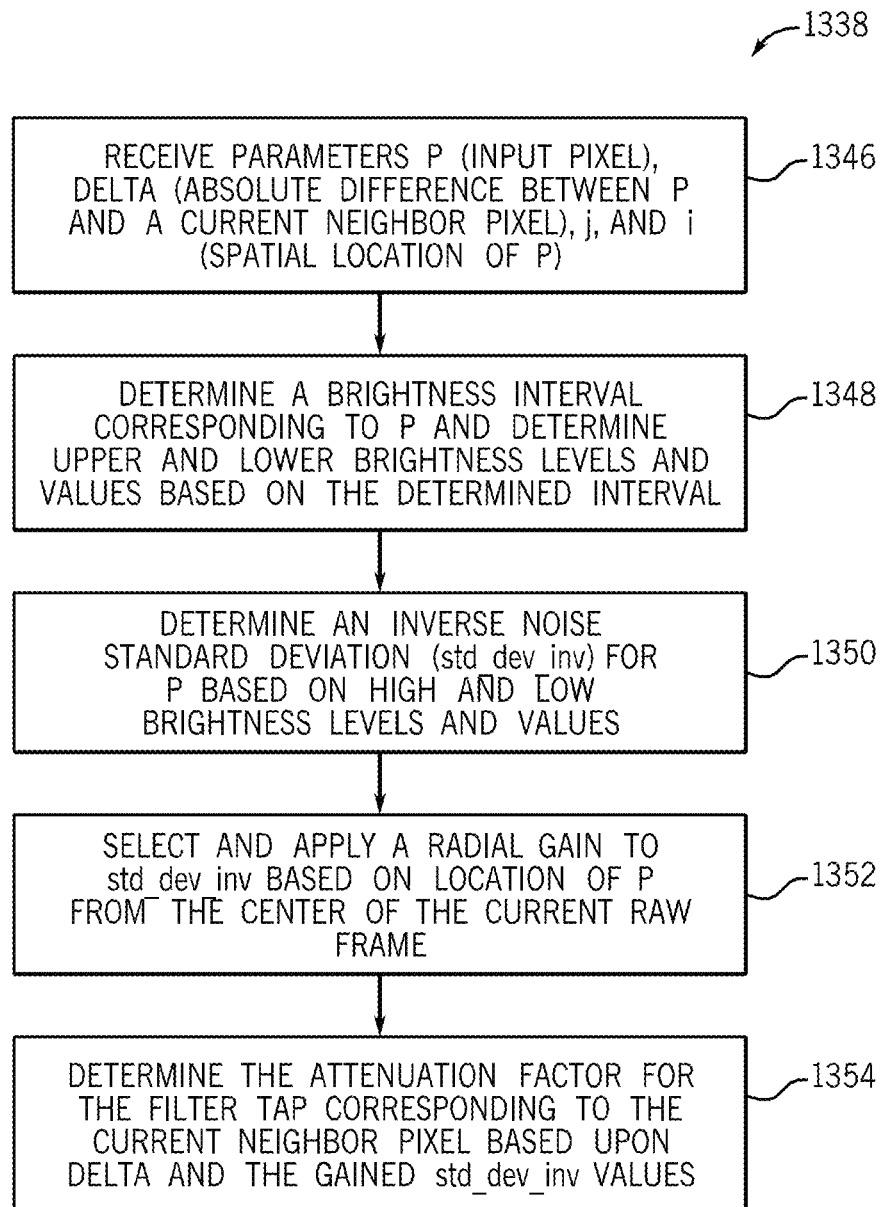 1338
RECEIVE PARAMETERS P (INPUT PIXEL),
DELTA (ABSOLUTE DIFFERENCE BETWEEN P
AND A CURRENT NEIGHBOR PIXEL), j, AND i
(SPATIAL LOCATION OF P)
1346
DETERMINE A BRIGHTNESS INTERVAL
CORRESPONDING TO P AND DETERMINE
UPPER AND LOWER BRIGHTNESS LEVELS AND
VALUES BASED ON THE DETERMINED INTERVAL
1348
DETERMINE AN INVERSE NOISE
STANDARD DEVIATION (std_dev_inv) FOR
P BASED ON HIGH AND LOW
BRIGHTNESS LEVELS AND VALUES
1350
SELECT AND APPLY A RADIAL GAIN TO
std_dev_inv BASED ON LOCATION OF P
FROM THE CENTER OF THE CURRENT RAW
FRAME
1352
DETERMINE THE ATTENUATION FACTOR FOR
THE FILTER TAP CORRESPONDING TO THE
CURRENT NEIGHBOR PIXEL BASED UPON
DELTA AND THE GAINED std_dev_inv VALUES
1354